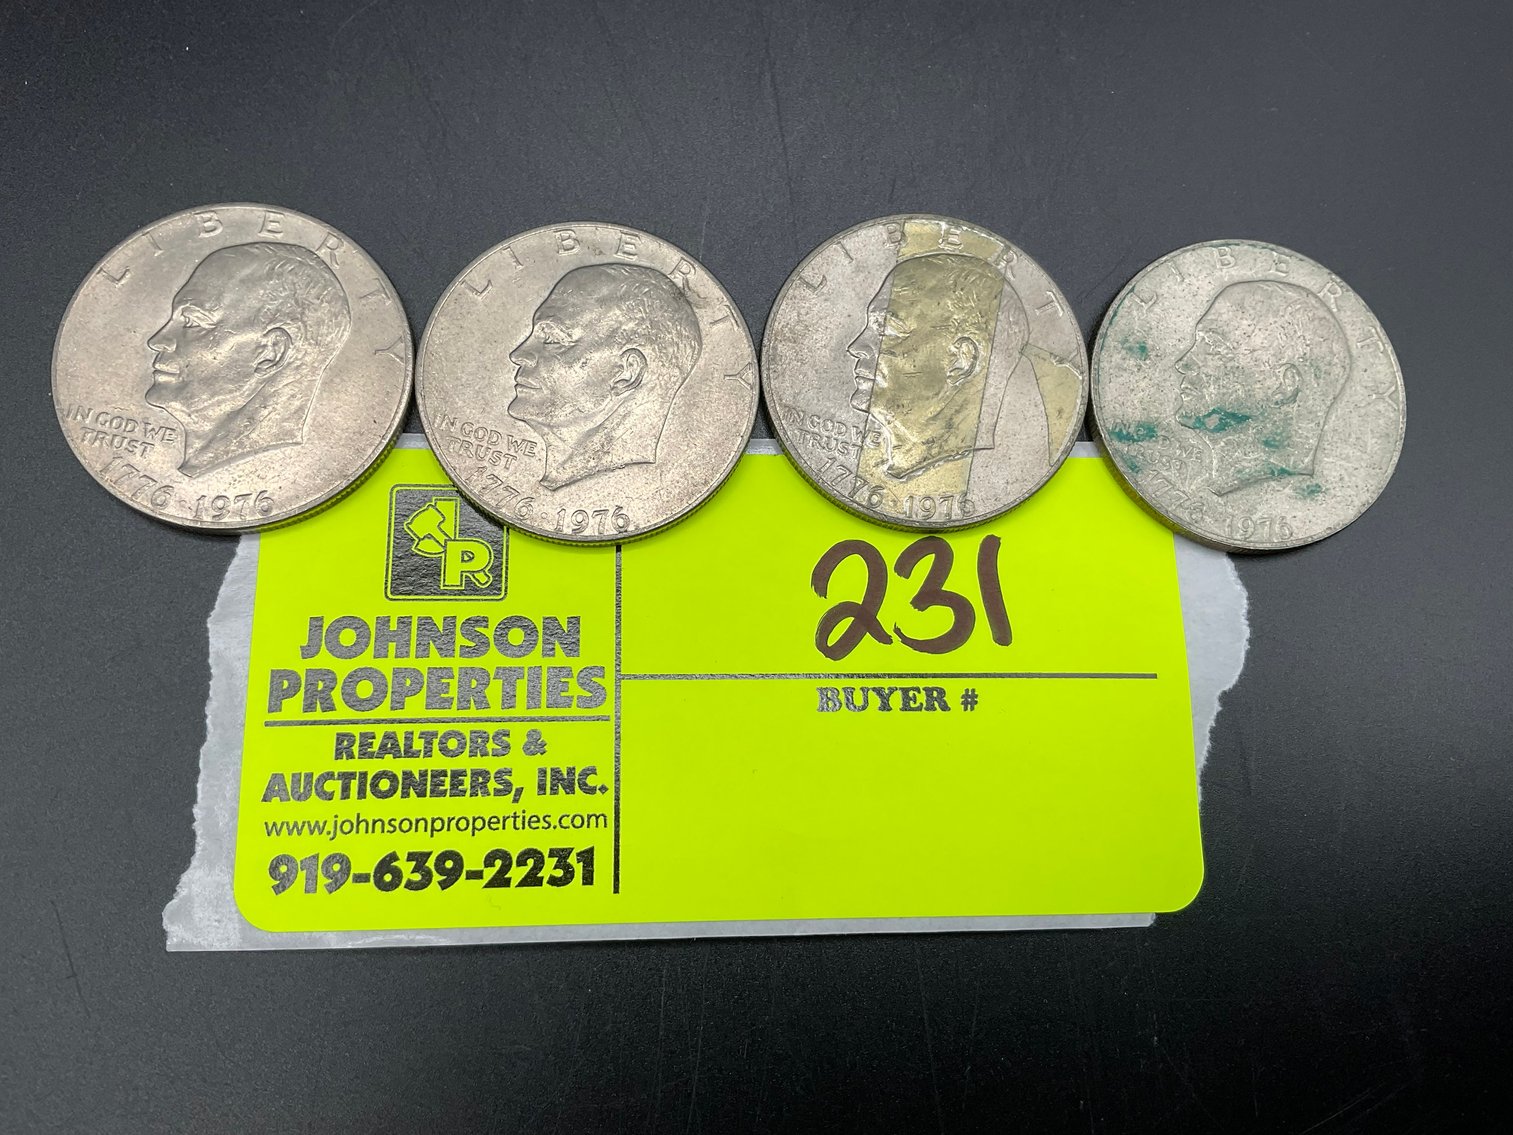 LIBERTY
IN GOD WE
TRUST
1776·1976
LIBERTY
IN GOD WE
TRUST
1776·1976
LIBERTY
IN GOD WE
TRUST
1776·1976
LIBERTY
1776·1976
JOHNSON
PROPERTIES
REALTORS &
AUCTIONEERS, INC.
www.johnsonproperties.com
919-639-2231
231
BUYER #